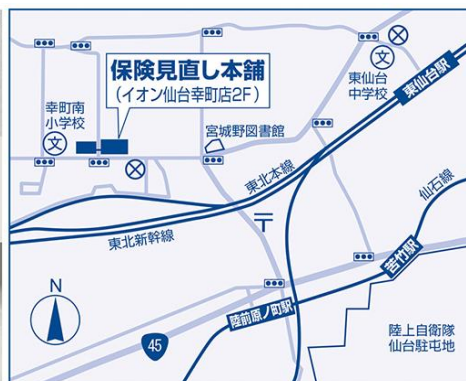 保険見直し本舗
(イオン仙台幸町店2F)
幸町南
小学校
文
宮城野図書館
東仙台
中学校
文
東仙台駅
東北本線
仙石線
東北新幹線
苦竹駅
陸前原ノ町駅
N
45
陸上自衛隊
仙台駐屯地